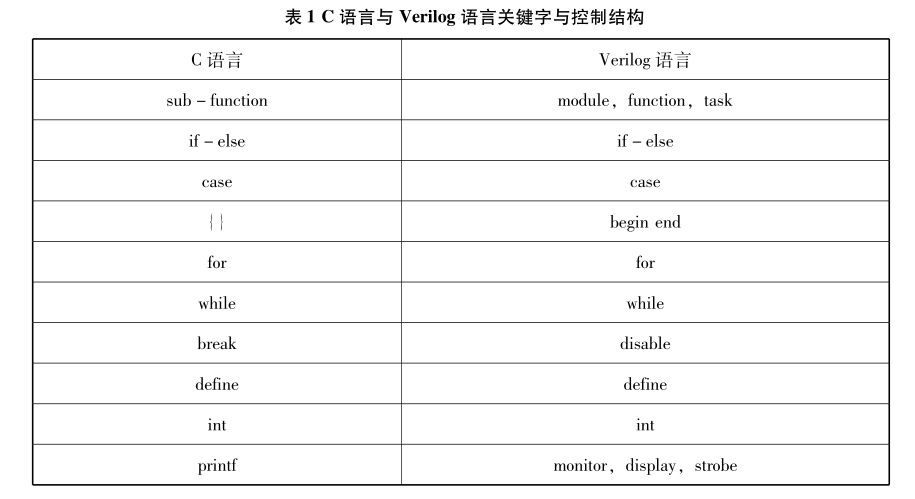 表 1 C 语言与 Verilog 语言关键字与控制结构
C 语言 Verilog 语言
sub – function module, function, task
if – else if – else
case case
{ } begin end
for for
while while
break disable
define define
int int
printf monitor, display, strobe